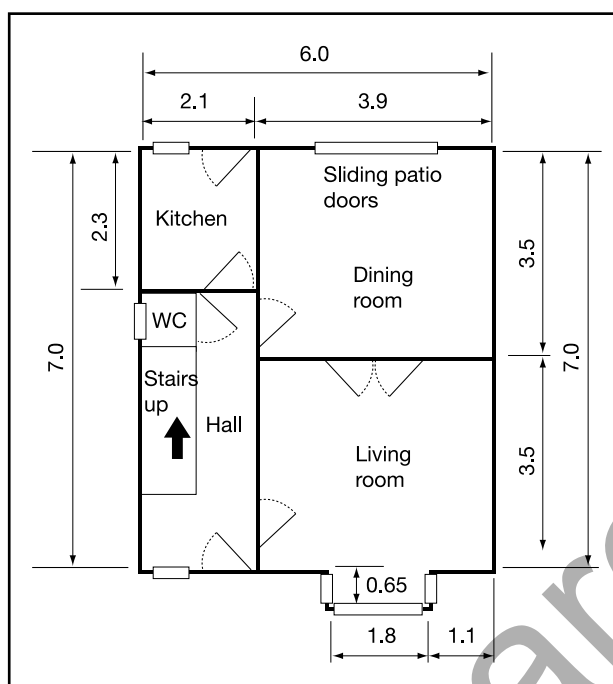 6.0
2.1
3.9
Sliding patio
doors
Kitchen
2.3
3.5
Dining
room
WC
7.0
7.0
Stairs
up
Hall
Living
room
3.5
0.65
1.8
1.1